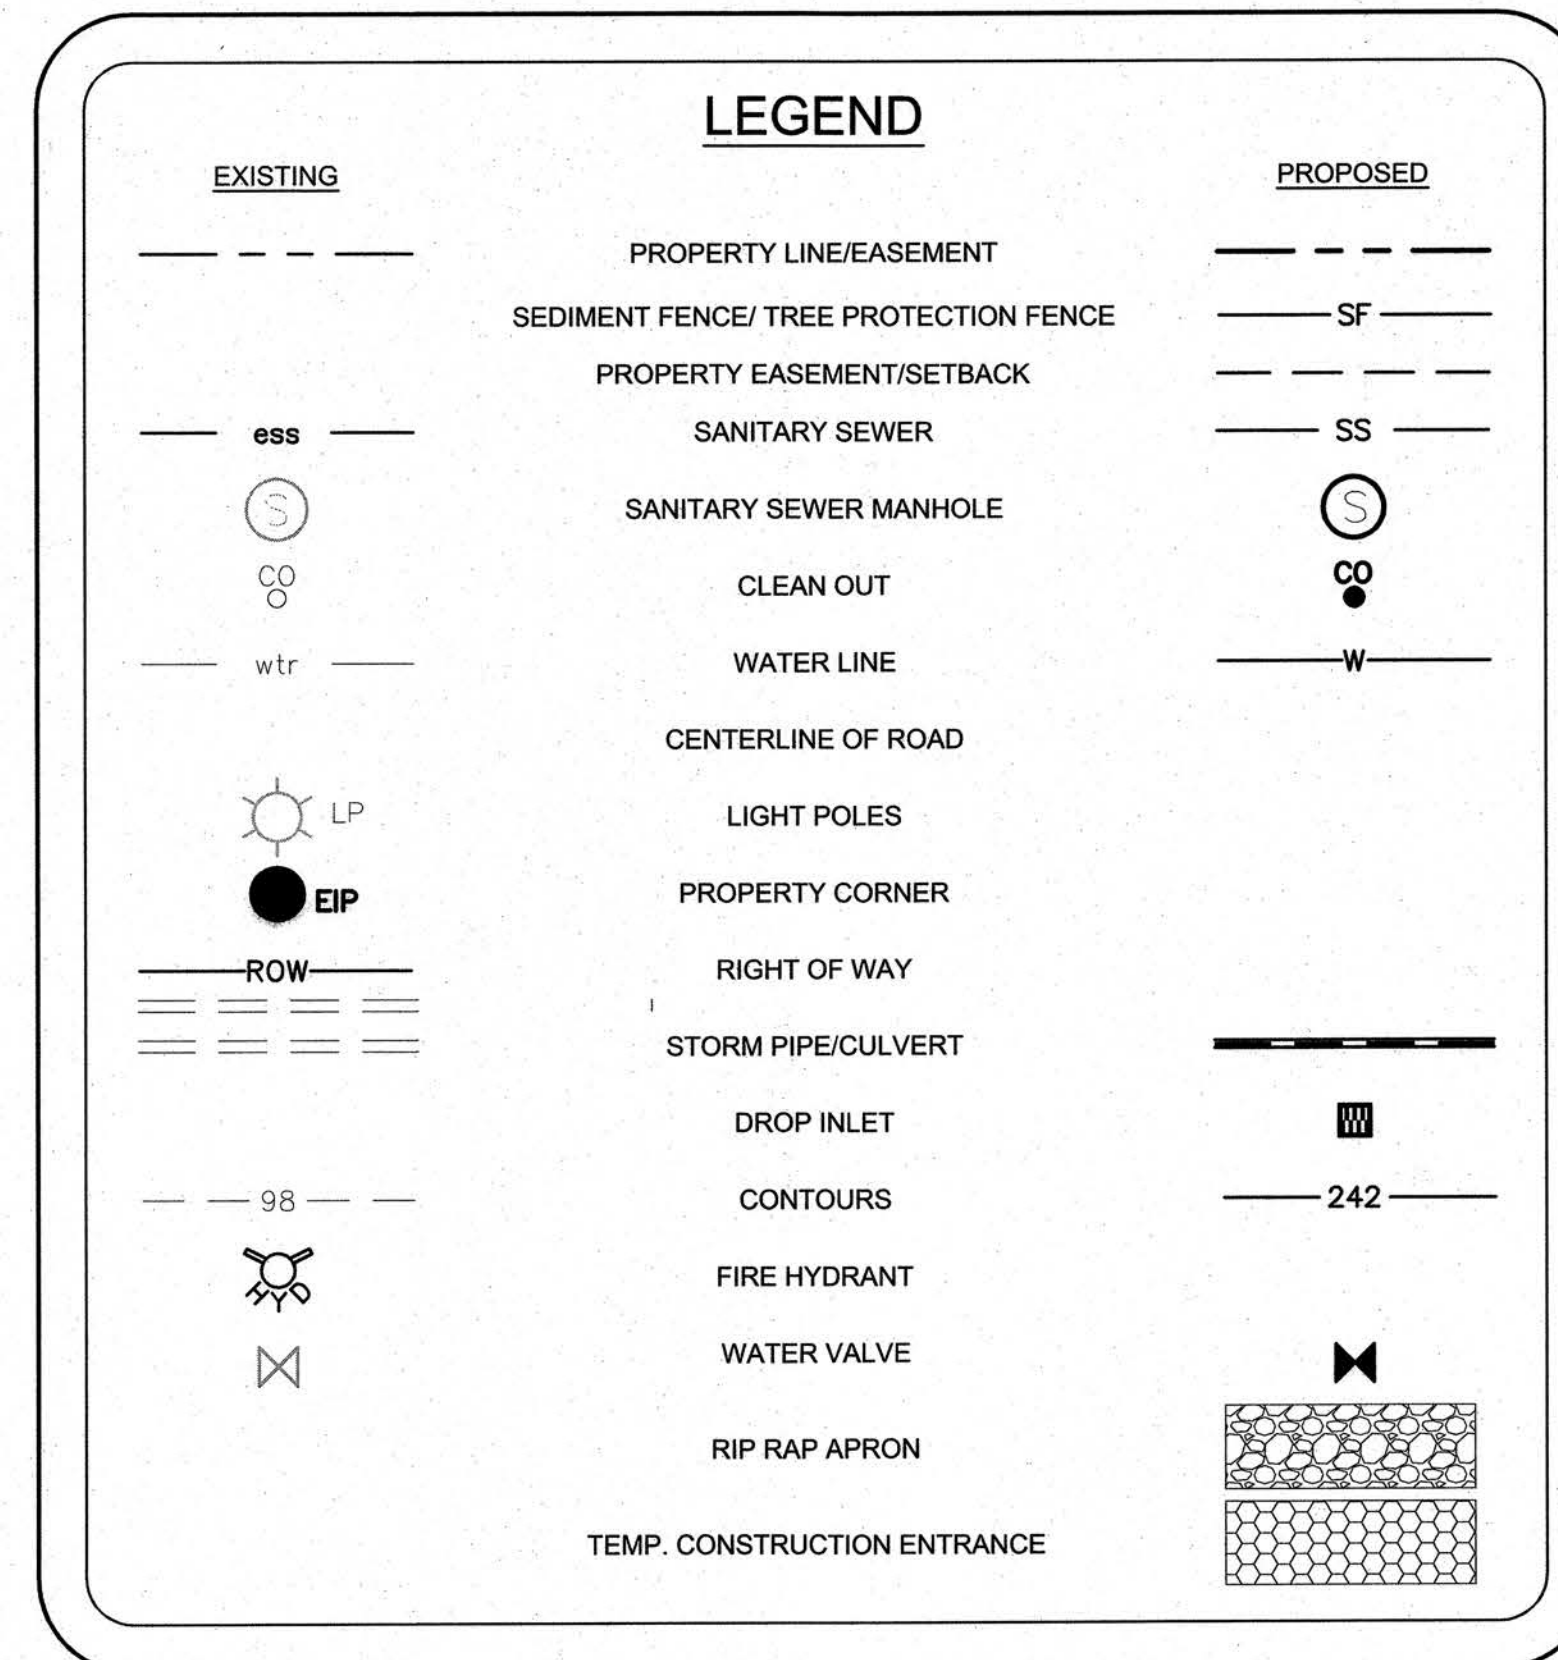 LEGEND
EXISTING PROPOSED
PROPERTY LINE/EASEMENT
SEDIMENT FENCE/ TREE PROTECTION FENCE SF
PROPERTY EASEMENT/SETBACK
ess SANITARY SEWER SS
S SANITARY SEWER MANHOLE S
CO CLEAN OUT CO
wtr WATER LINE W
CENTERLINE OF ROAD
LP LIGHT POLES
EIP PROPERTY CORNER
ROW RIGHT OF WAY
STORM PIPE/CULVERT
DROP INLET
98 CONTOURS 242
HYD FIRE HYDRANT
WATER VALVE
RIP RAP APRON
TEMP. CONSTRUCTION ENTRANCE